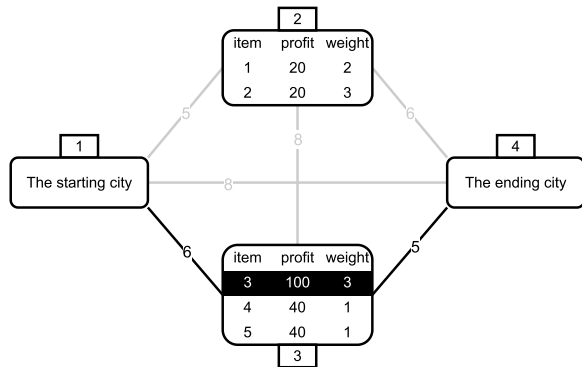 2
item profit weight
1 20 2
2 20 3
5
6
8
1
The starting city
4
The ending city
8
6
5
item profit weight
3 100 3
4 40 1
5 40 1
3